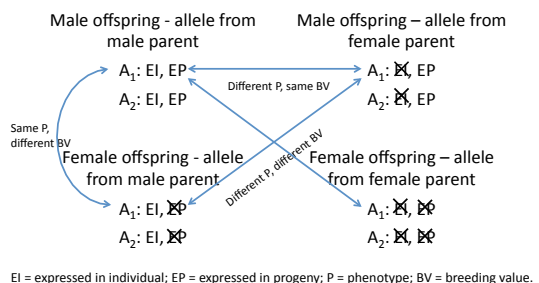 Male offspring - allele from
male parent
A1: EI, EP
A2: EI, EP
Male offspring – allele from
female parent
A1: EI, EP
A2: EI, EP
Different P, same BV
Same P,
different BV
Different P, different BV
Female offspring - allele
from male parent
A1: EI, EP
A2: EI, EP
Female offspring – allele
from female parent
A1: EI, EP
A2: EI, EP
EI = expressed in individual; EP = expressed in progeny; P = phenotype; BV = breeding value.